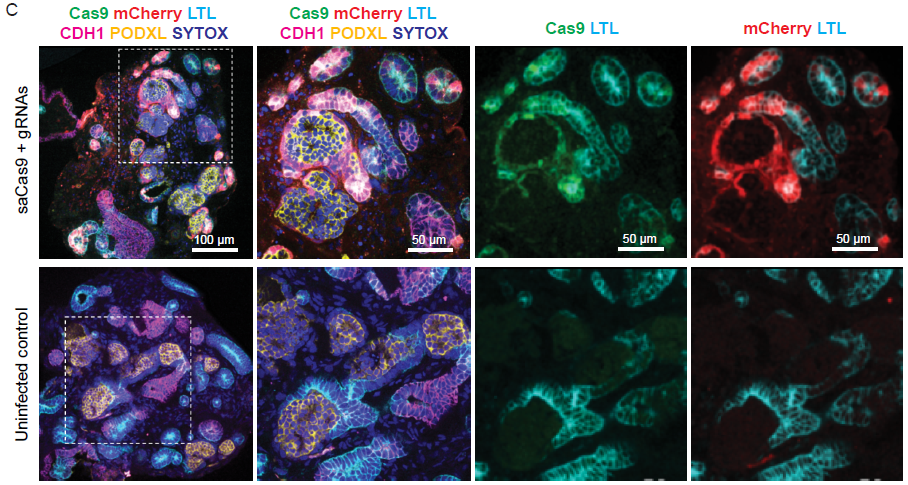 C
Cas9 mCherry LTL
CDH1 PODXL SYTOX
Cas9 mCherry LTL
CDH1 PODXL SYTOX
Cas9 LTL
mCherry LTL
saCas9 + gRNAs
100 µm
50 µm
50 µm
50 µm
Uninfected control